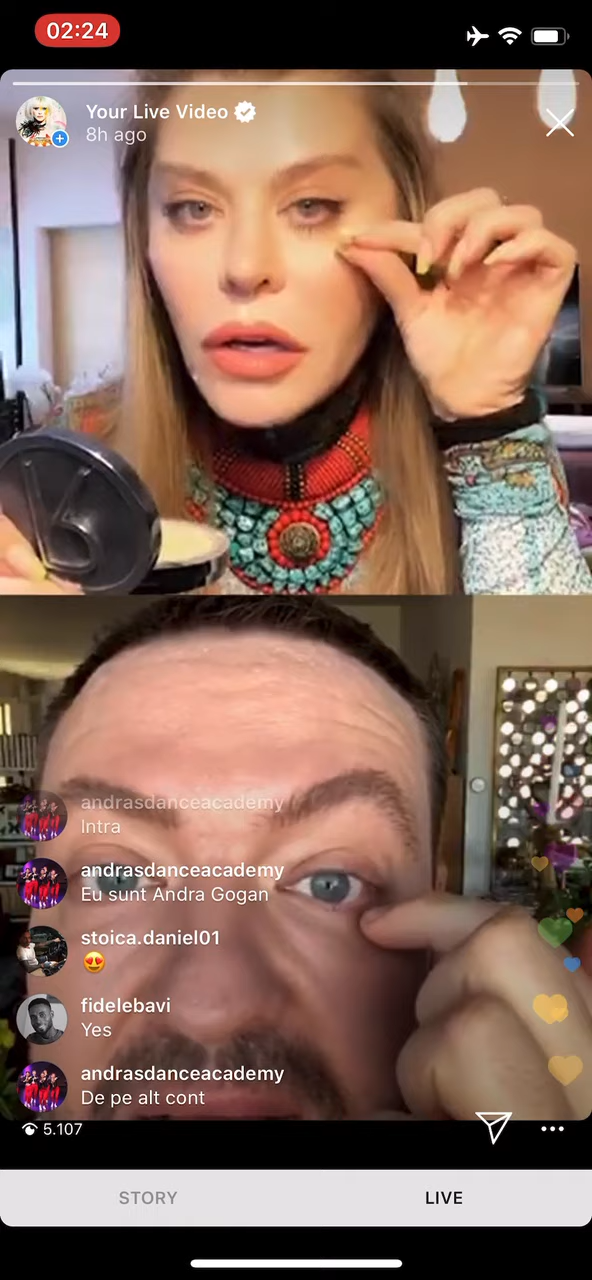 02:24
Your Live Video
8h ago
andrasdanceacademy
Intra
andrasdanceacademy
Eu sunt Andra Gogan
stoica.daniel01
😍
fidelebavi
Yes
andrasdanceacademy
De pe alt cont
5.107
STORY
LIVE